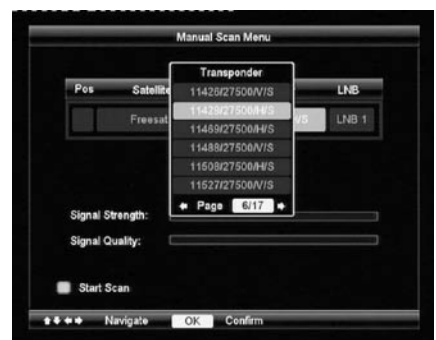 Manual Scan Menu
Transponder
Pos Satellite LNB
11426/27500/V/S
11428/27500/H/S
Freesat V/S LNB 1
11469/27500/H/S
11488/27500/V/S
11508/27500/H/S
11527/27500/V/S
Page 6/17
Signal Strength:
Signal Quality:
Start Scan
Navigate OK Confirm